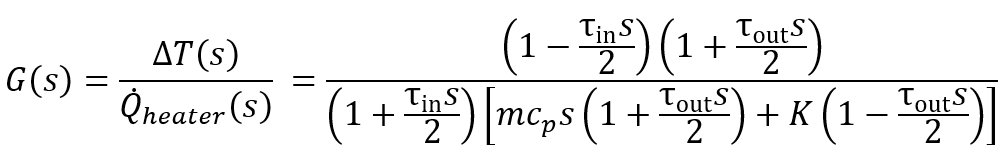 G(s) = ΔT(s) / Q̇_heater(s) = (1 − τ_in s / 2) (1 + τ_out s / 2) / (1 + τ_in s / 2) [mc_p s (1 + τ_out s / 2) + K (1 − τ_out s / 2)]